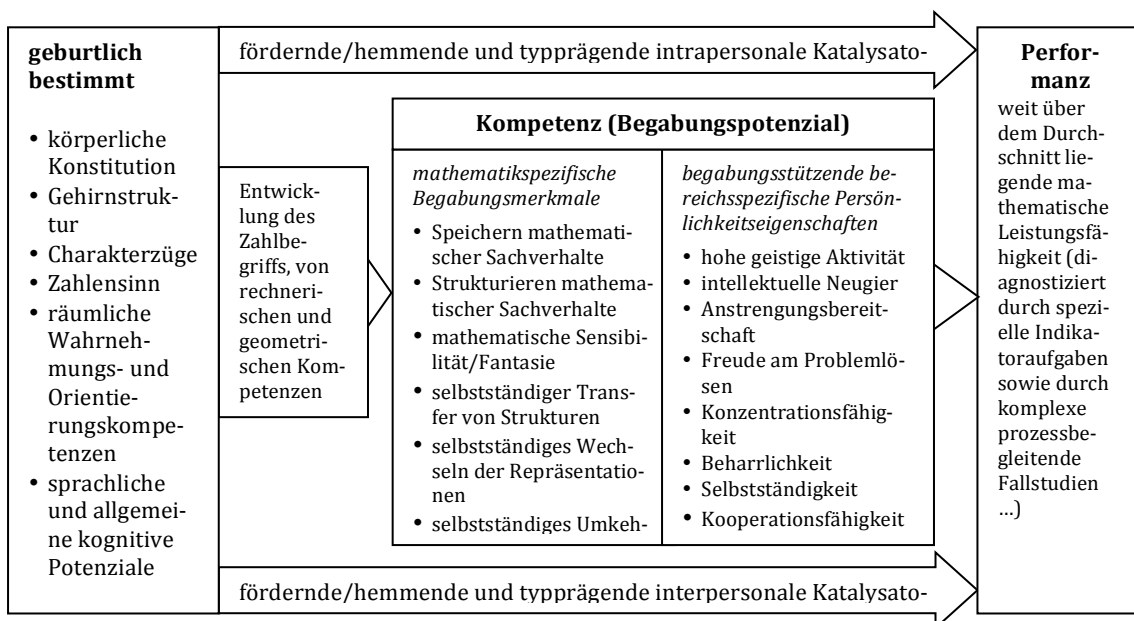 geburtlich
bestimmt
• körperliche
Konstitution
• Gehirnstruk-
tur
• Charakterzüge
• Zahlensinn
• räumliche
Wahrneh-
mungs- und
Orientie-
rungskompe-
tenzen
• sprachliche
und allgemei-
ne kognitive
Potenziale
fördernde/hemmende und typprägende intrapersonale Katalysato-
Entwick-
lung des
Zahlbe-
griffs, von
rechneri-
schen und
geometri-
schen Kom-
petenzen
Kompetenz (Begabungspotenzial)
mathematikspezifische
Begabungsmerkmale
• Speichern mathemati-
scher Sachverhalte
• Strukturieren mathema-
tischer Sachverhalte
• mathematische Sensibi-
lität/Fantasie
• selbstständiger Trans-
fer von Strukturen
• selbstständiges Wech-
seln der Repräsentatio-
nen
• selbstständiges Umkeh-
begabungsstützende be-
reichsspezifische Persön-
lichkeitseigenschaften
• hohe geistige Aktivität
• intellektuelle Neugier
• Anstrengungsbereit-
schaft
• Freude am Problemlö-
sen
• Konzentrationsfähig-
keit
• Beharrlichkeit
• Selbstständigkeit
• Kooperationsfähigkeit
fördernde/hemmende und typprägende interpersonale Katalysato-
Perfor-
manz
weit über
dem Durch-
schnitt lie-
gende ma-
thematische
Leistungsfä-
higkeit (di-
agnostiziert
durch spezi-
elle Indika-
toraufgaben
sowie durch
komplexe
prozessbe-
gleitende
Fallstudien
…)